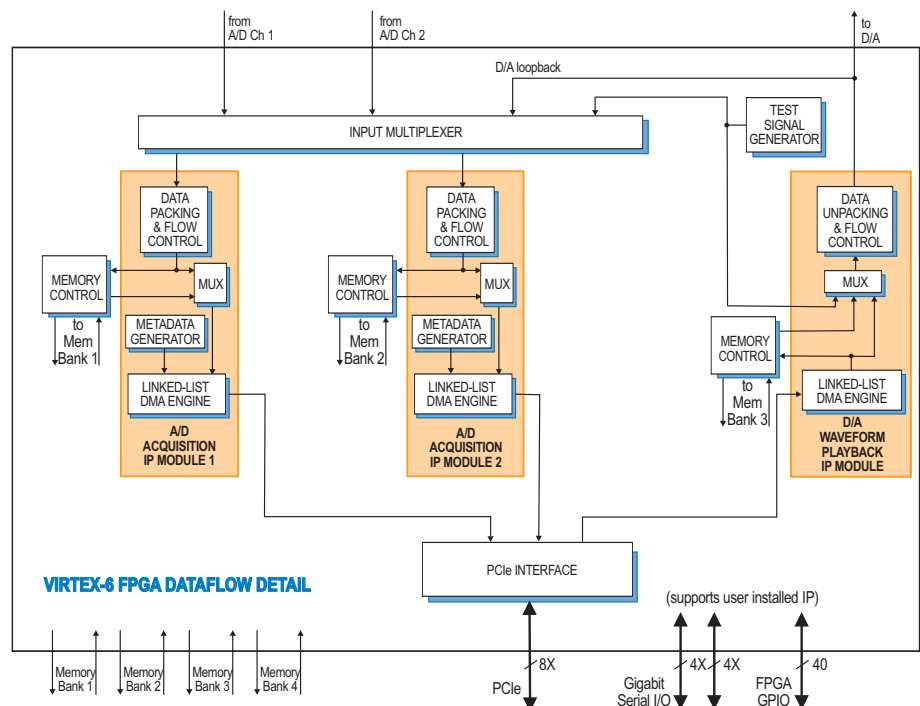 from
A/D Ch 1
from
A/D Ch 2
to
D/A
D/A loopback
INPUT MULTIPLEXER
TEST
SIGNAL
GENERATOR
DATA
PACKING
& FLOW
CONTROL
MEMORY
CONTROL
MUX
to
Mem
Bank 1
METADATA
GENERATOR
LINKED-LIST
DMA ENGINE
A/D
ACQUISITION
IP MODULE 1
DATA
PACKING
& FLOW
CONTROL
MEMORY
CONTROL
MUX
to
Mem
Bank 2
METADATA
GENERATOR
LINKED-LIST
DMA ENGINE
A/D
ACQUISITION
IP MODULE 2
DATA
UNPACKING
& FLOW
CONTROL
MUX
MEMORY
CONTROL
to
Mem
Bank 3
LINKED-LIST
DMA ENGINE
D/A
WAVEFORM
PLAYBACK
IP MODULE
PCIe INTERFACE
VIRTEX-6 FPGA DATAFLOW DETAIL
(supports user installed IP)
Memory
Bank 1
Memory
Bank 2
Memory
Bank 3
Memory
Bank 4
8X
PCIe
4X
4X
Gigabit
Serial I/O
40
FPGA
GPIO